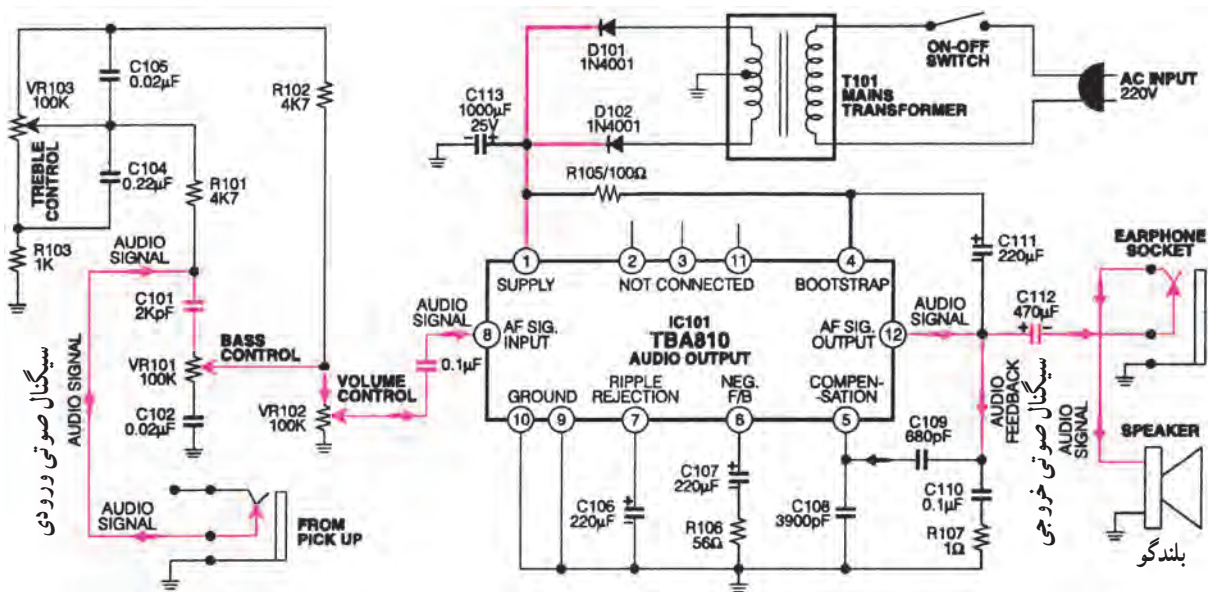 C105
0.02µF
VR103
100K
TREBLE
CONTROL
C104
0.22µF
R103
1K
R101
4K7
R102
4K7
AUDIO
SIGNAL
C101
2KpF
BASS
CONTROL
VR101
100K
C102
0.02µF
AUDIO SIGNAL
سیگنال صوتی ورودی
AUDIO
SIGNAL
FROM
PICK UP
VOLUME
CONTROL
VR102
100K
AUDIO
SIGNAL
0.1µF
D101
1N4001
C113
1000µF
25V
D102
1N4001
T101
MAINS
TRANSFORMER
ON-OFF
SWITCH
AC INPUT
220V
R105/100Ω
1
2
3
11
4
SUPPLY
NOT CONNECTED
BOOTSTRAP
8
AF SIG.
INPUT
IC101
TBA810
AUDIO OUTPUT
AF SIG.
OUTPUT
12
GROUND
RIPPLE
REJECTION
NEG.
F/B
COMPEN-
-SATION
10
9
7
6
5
C106
220µF
C107
220µF
R106
56Ω
C108
3900pF
C109
680pF
C110
0.1µF
R107
1Ω
C111
220µF
AUDIO
SIGNAL
C112
470µF
AUDIO
FEEDBACK
سیگنال صوتی خروجی
AUDIO
SIGNAL
EARPHONE
SOCKET
SPEAKER
بلندگو